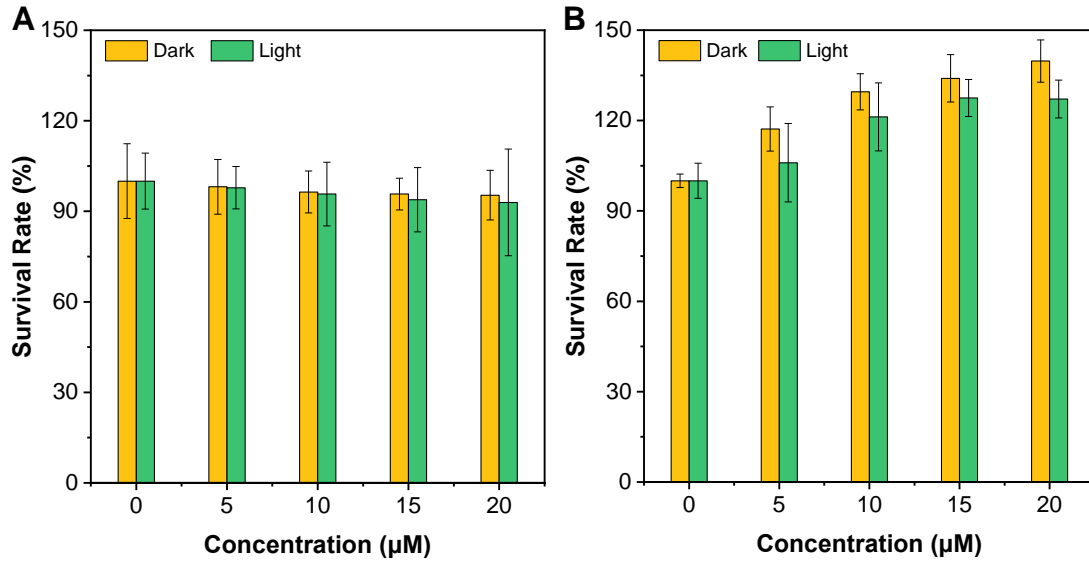 A
Dark
Light
150
120
90
60
30
0
Survival Rate (%)
0 5 10 15 20
Concentration (μM)
B
Dark
Light
150
120
90
60
30
0
Survival Rate (%)
0 5 10 15 20
Concentration (μM)